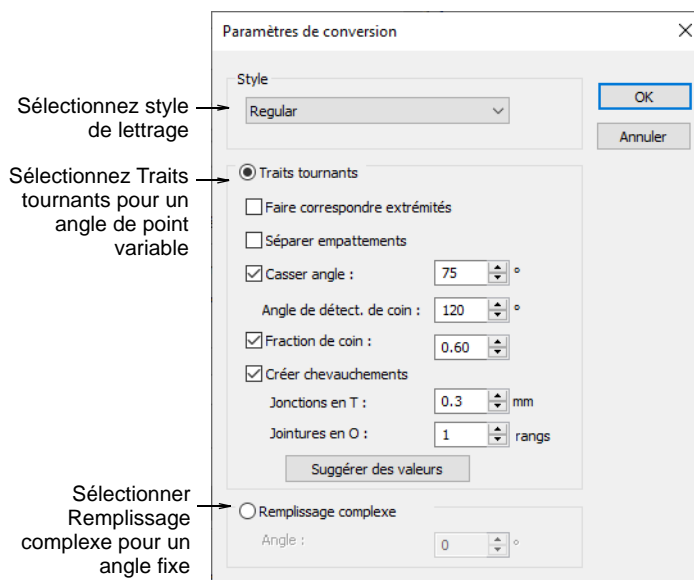 Paramètres de conversion
Style
Sélectionnez style
de lettrage
Regular
OK
Annuler
Sélectionnez Traits
tournants pour un
angle de point
variable
Traits tournants
Faire correspondre extrémités
Séparer empattements
Casser angle : 75 °
Angle de détect. de coin : 120 °
Fraction de coin : 0.60
Créer chevauchements
Jonctions en T : 0.3 mm
Jointures en O : 1 rangs
Suggérer des valeurs
Sélectionner
Remplissage
complexe pour un
angle fixe
Remplissage complexe
Angle : 0 °